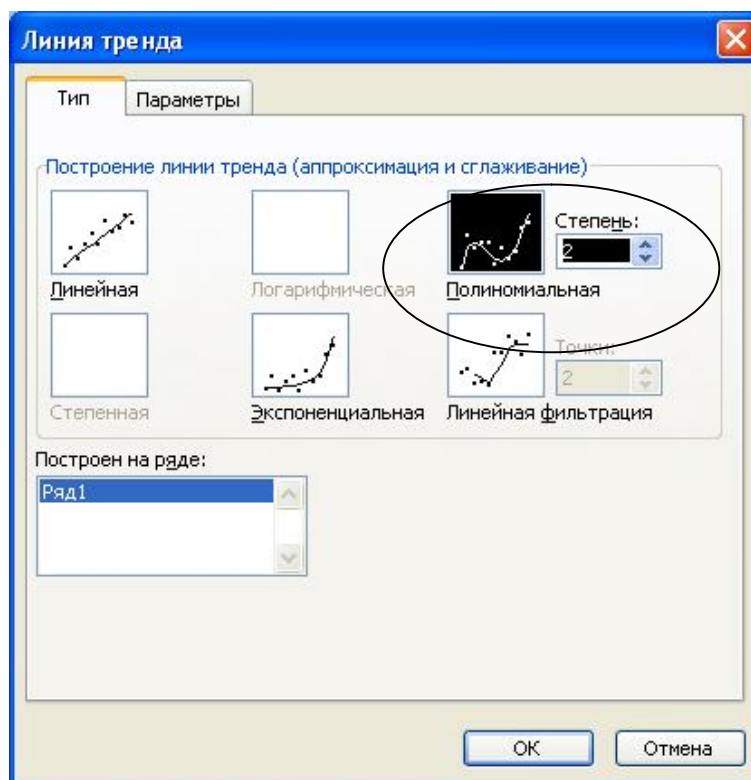 Линия тренда
Тип Параметры
Построение линии тренда (аппроксимация и сглаживание)
Степень:
2
Линейная Логарифмическая Полиномиальная
Точки:
2
Степенная Экспоненциальная Линейная фильтрация
Построен на ряде:
Ряд1
ОК Отмена